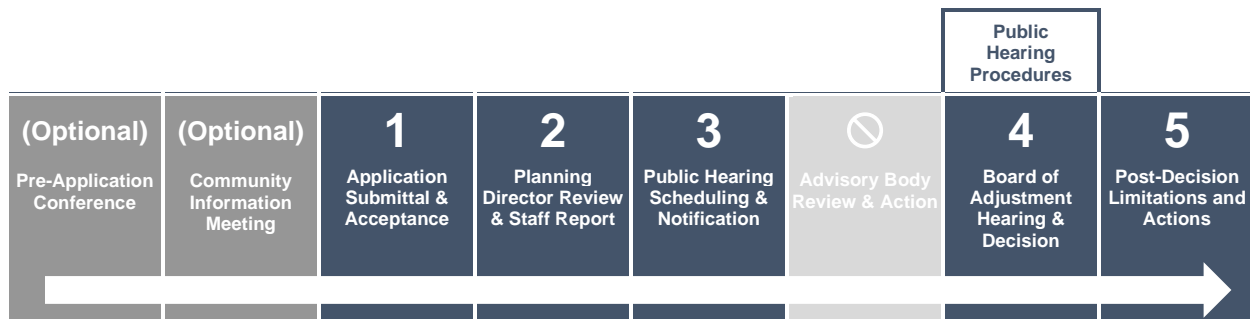 Public
Hearing
Procedures
(Optional)
Pre-Application
Conference
(Optional)
Community
Information
Meeting
1
Application
Submittal &
Acceptance
2
Planning
Director Review
& Staff Report
3
Public Hearing
Scheduling &
Notification
Advisory Body
Review & Action
4
Board of
Adjustment
Hearing &
Decision
5
Post-Decision
Limitations and
Actions